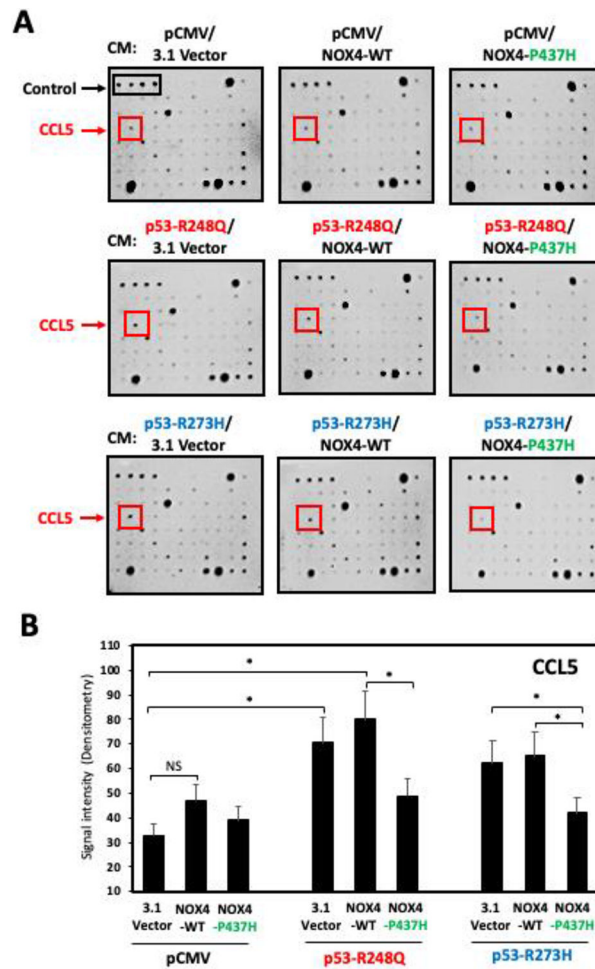 A
CM: pCMV/ 3.1 Vector
pCMV/ NOX4-WT
pCMV/ NOX4-P437H
Control
CCL5
CM: p53-R248Q/ 3.1 Vector
p53-R248Q/ NOX4-WT
p53-R248Q/ NOX4-P437H
CCL5
CM: p53-R273H/ 3.1 Vector
p53-R273H/ NOX4-WT
p53-R273H/ NOX4-P437H
CCL5
B
Signal intensity (Densitometry)
110
100
90
80
70
60
50
40
30
20
10
CCL5
NS
*
*
*
*
*
3.1 Vector
NOX4 -WT
NOX4 -P437H
3.1 Vector
NOX4 -WT
NOX4 -P437H
3.1 Vector
NOX4 -WT
NOX4 -P437H
pCMV
p53-R248Q
p53-R273H